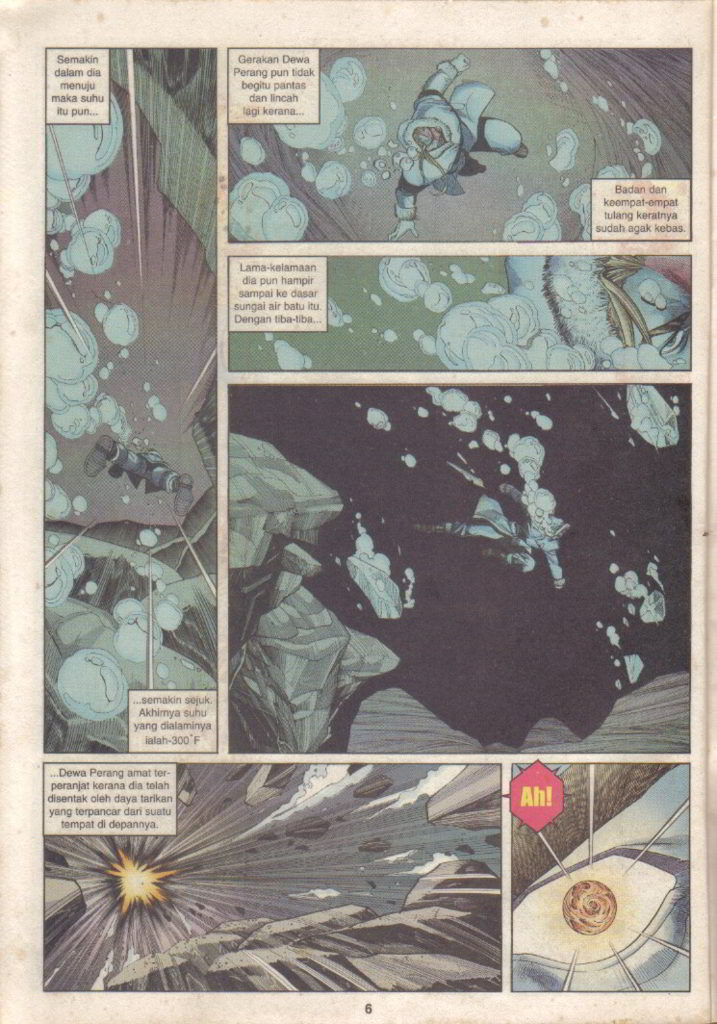 Semakin
dalam dia
menuju
maka suhu
itu pun...
Gerakan Dewa
Perang pun tidak
begitu pantas
dan lincah
lagi kerana...
Badan dan
keempat-empat
tulang keratnya
sudah agak kebas.
Lama-kelamaan
dia pun hampir
sampai ke dasar
sungai air batu itu.
Dengan tiba-tiba...
...semakin sejuk.
Akhirnya suhu
yang dialaminya
ialah-300°F
...Dewa Perang amat ter-
peranjat kerana dia telah
disentak oleh daya tarikan
yang terpancar dari suatu
tempat di depannya.
Ah!
6